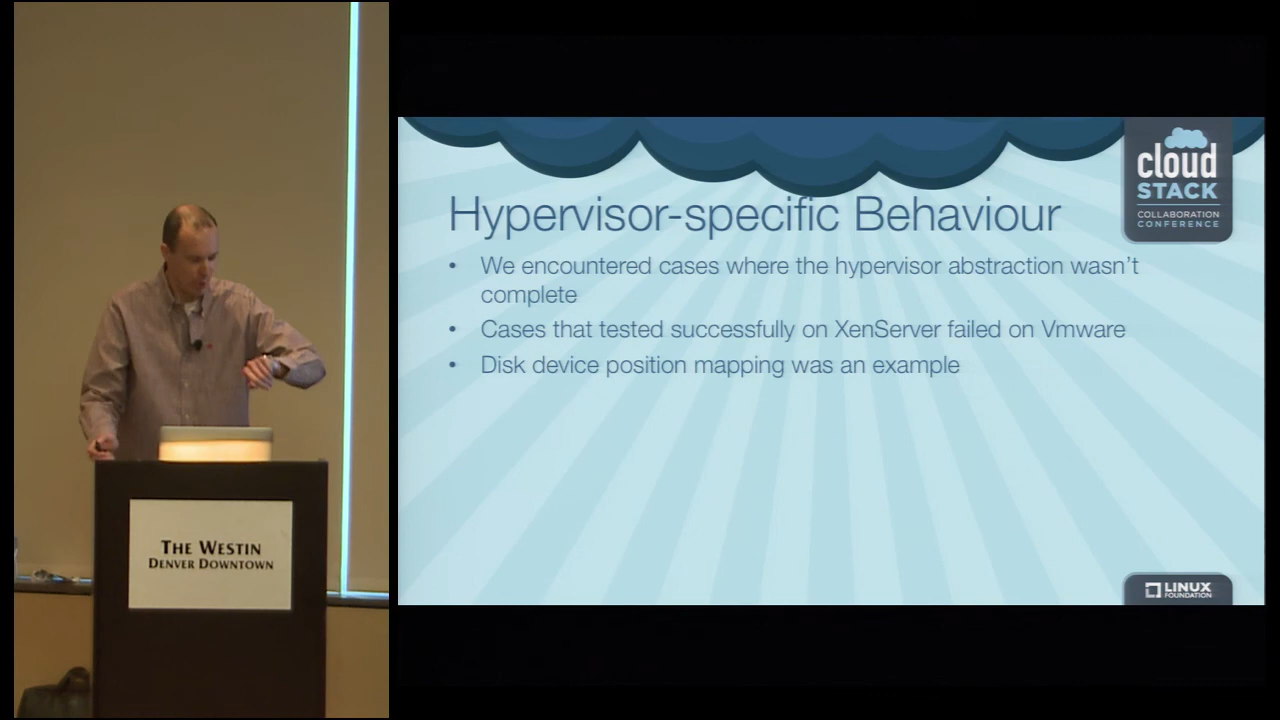 THE WESTIN
DENVER DOWNTOWN
cloud
STACK
COLLABORATION
CONFERENCE
Hypervisor-specific Behaviour
• We encountered cases where the hypervisor abstraction wasn't
complete
• Cases that tested successfully on XenServer failed on Vmware
• Disk device position mapping was an example
LINUX
FOUNDATION